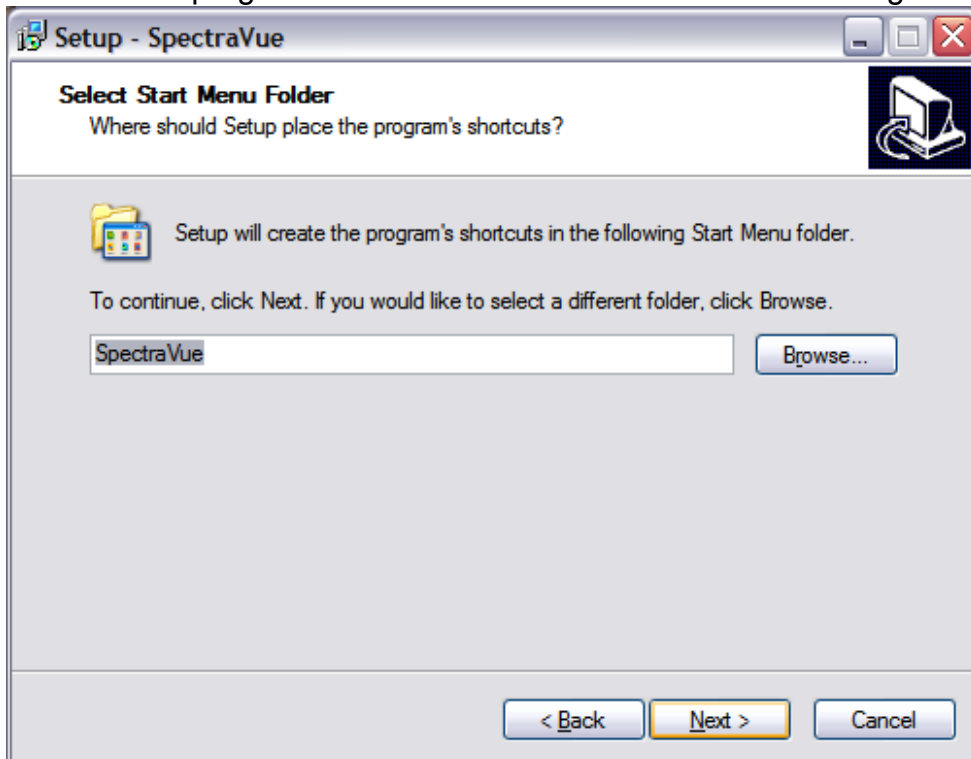 Setup - SpectraVue
Select Start Menu Folder
Where should Setup place the program's shortcuts?
Setup will create the program's shortcuts in the following Start Menu folder.
To continue, click Next. If you would like to select a different folder, click Browse.
SpectraVue
Browse...
< Back
Next >
Cancel